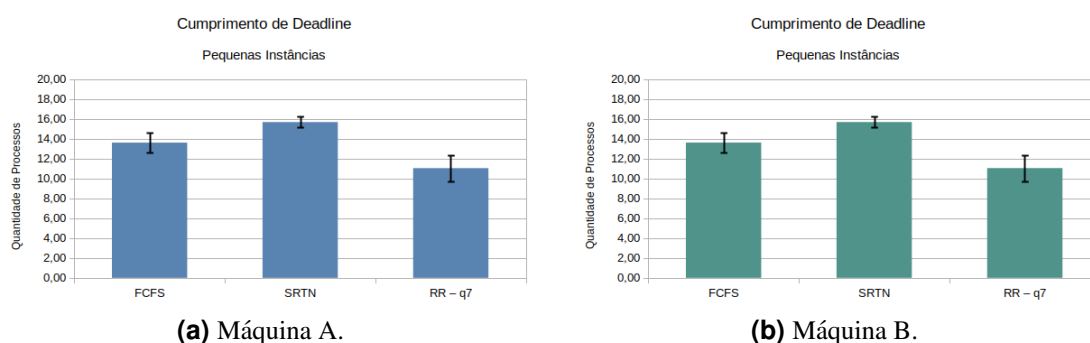 Cumprimento de Deadline
Pequenas Instâncias
Quantidade de Processos
20,00
18,00
16,00
14,00
12,00
10,00
8,00
6,00
4,00
2,00
0,00
FCFS SRTN RR – q7
(a) Máquina A.
Cumprimento de Deadline
Pequenas Instâncias
Quantidade de Processos
20,00
18,00
16,00
14,00
12,00
10,00
8,00
6,00
4,00
2,00
0,00
FCFS SRTN RR – q7
(b) Máquina B.